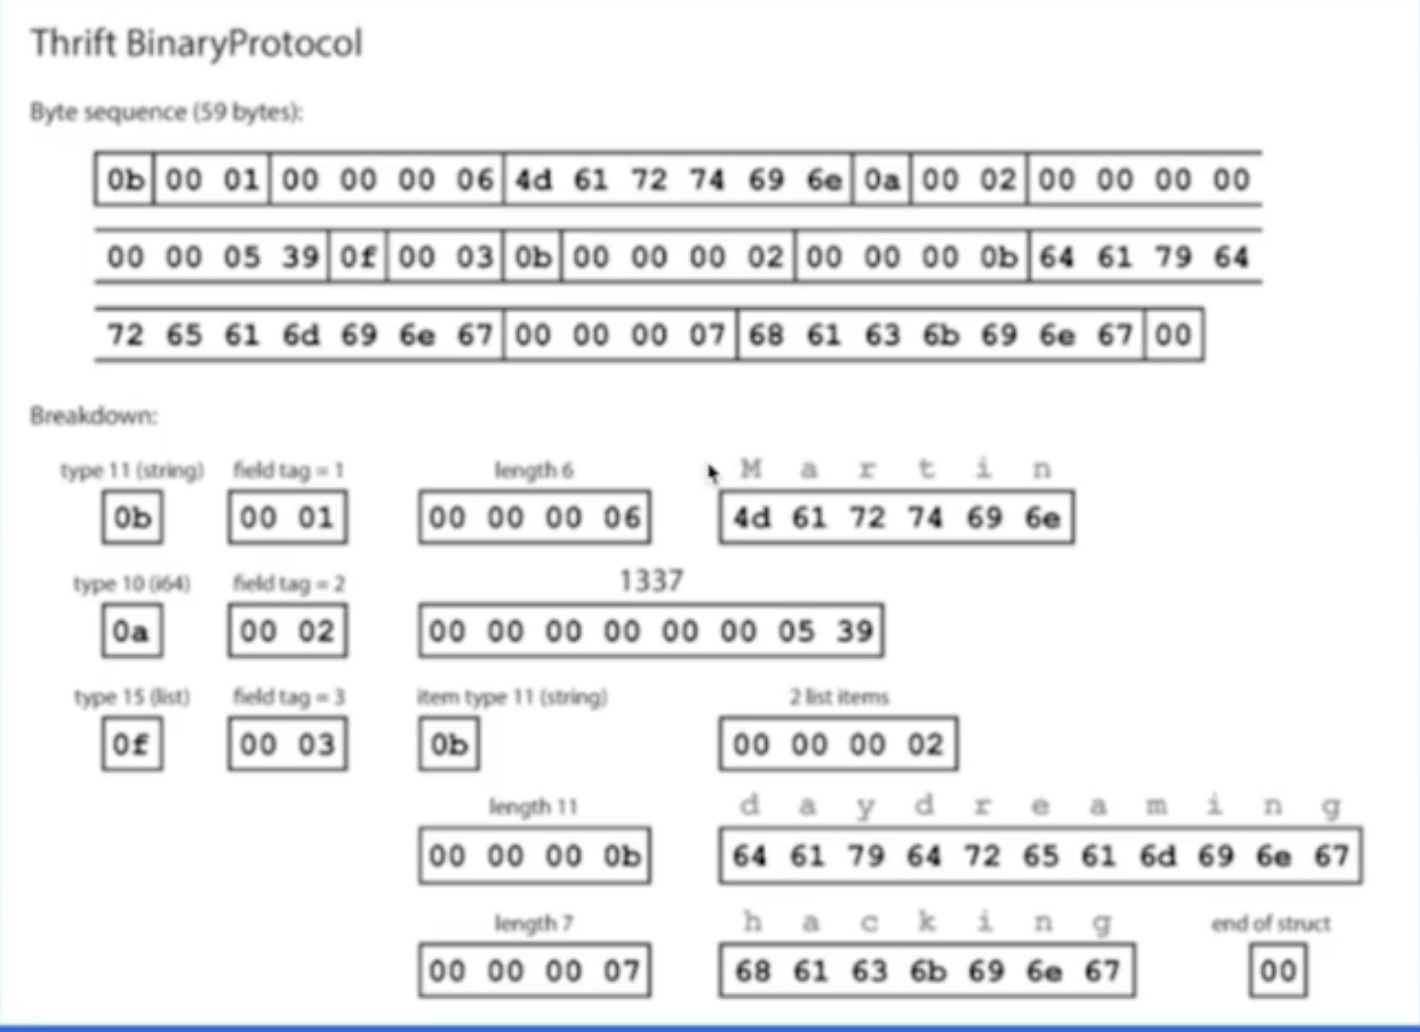 Thrift BinaryProtocol
Byte sequence (59 bytes):
0b 00 01 00 00 00 06 4d 61 72 74 69 6e 0a 00 02 00 00 00 00
00 00 05 39 0f 00 03 0b 00 00 00 02 00 00 00 0b 64 61 79 64
72 65 61 6d 69 6e 67 00 00 00 07 68 61 63 6b 69 6e 67 00
Breakdown:
type 11 (string) field tag = 1 length 6 M a r t i n
0b 00 01 00 00 00 06 4d 61 72 74 69 6e
type 10 (i64) field tag = 2 1337
0a 00 02 00 00 00 00 00 00 05 39
type 15 (list) field tag = 3 item type 11 (string) 2 list items
0f 00 03 0b 00 00 00 02
length 11 d a y d r e a m i n g
00 00 00 0b 64 61 79 64 72 65 61 6d 69 6e 67
length 7 h a c k i n g end of struct
00 00 00 07 68 61 63 6b 69 6e 67 00